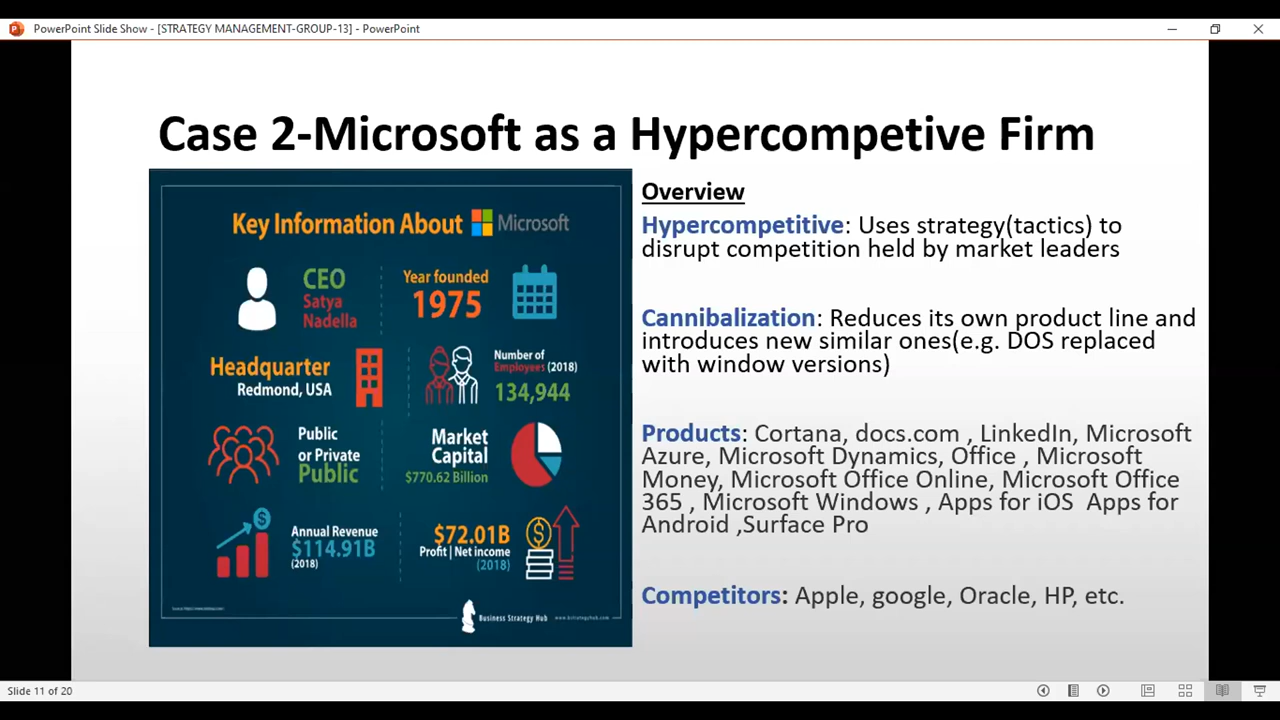 PowerPoint Slide Show - [STRATEGY MANAGEMENT-GROUP-13] - PowerPoint
Case 2-Microsoft as a Hypercompetive Firm
Key Information About Microsoft
CEO
Satya
Nadella
Year founded
1975
Headquarter
Redmond, USA
Number of
Employees (2018)
134,944
Public
or Private
Public
Market
Capital
$770.62 Billion
Annual Revenue
$114.91B
(2018)
$72.01B
Profit | Net income
(2018)
Business Strategy Hub www.bstrategyhub.com
Overview
Hypercompetitive: Uses strategy(tactics) to
disrupt competition held by market leaders
Cannibalization: Reduces its own product line and
introduces new similar ones(e.g. DOS replaced
with window versions)
Products: Cortana, docs.com , LinkedIn, Microsoft
Azure, Microsoft Dynamics, Office , Microsoft
Money, Microsoft Office Online, Microsoft Office
365 , Microsoft Windows , Apps for iOS Apps for
Android ,Surface Pro
Competitors: Apple, google, Oracle, HP, etc.
Slide 11 of 20